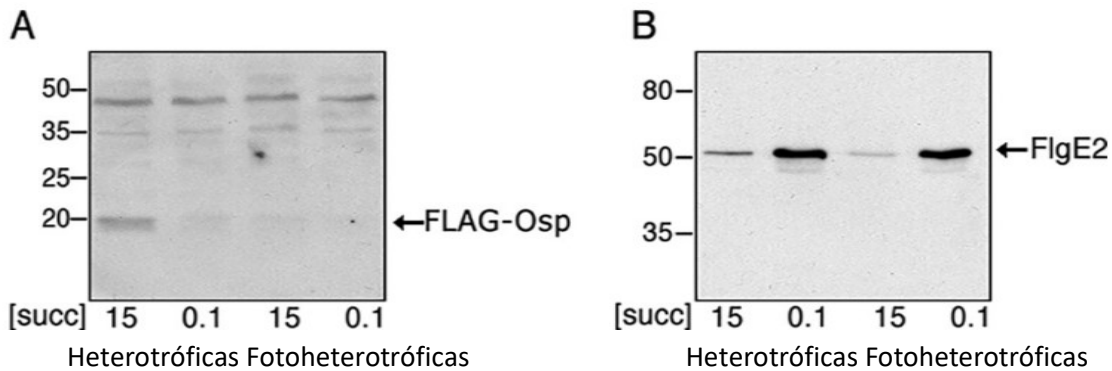 A
50
35
25
20
FLAG-Osp
[succ] 15 0.1 15 0.1
Heterotróficas Fotoheterotróficas
B
80
50
35
FlgE2
[succ] 15 0.1 15 0.1
Heterotróficas Fotoheterotróficas